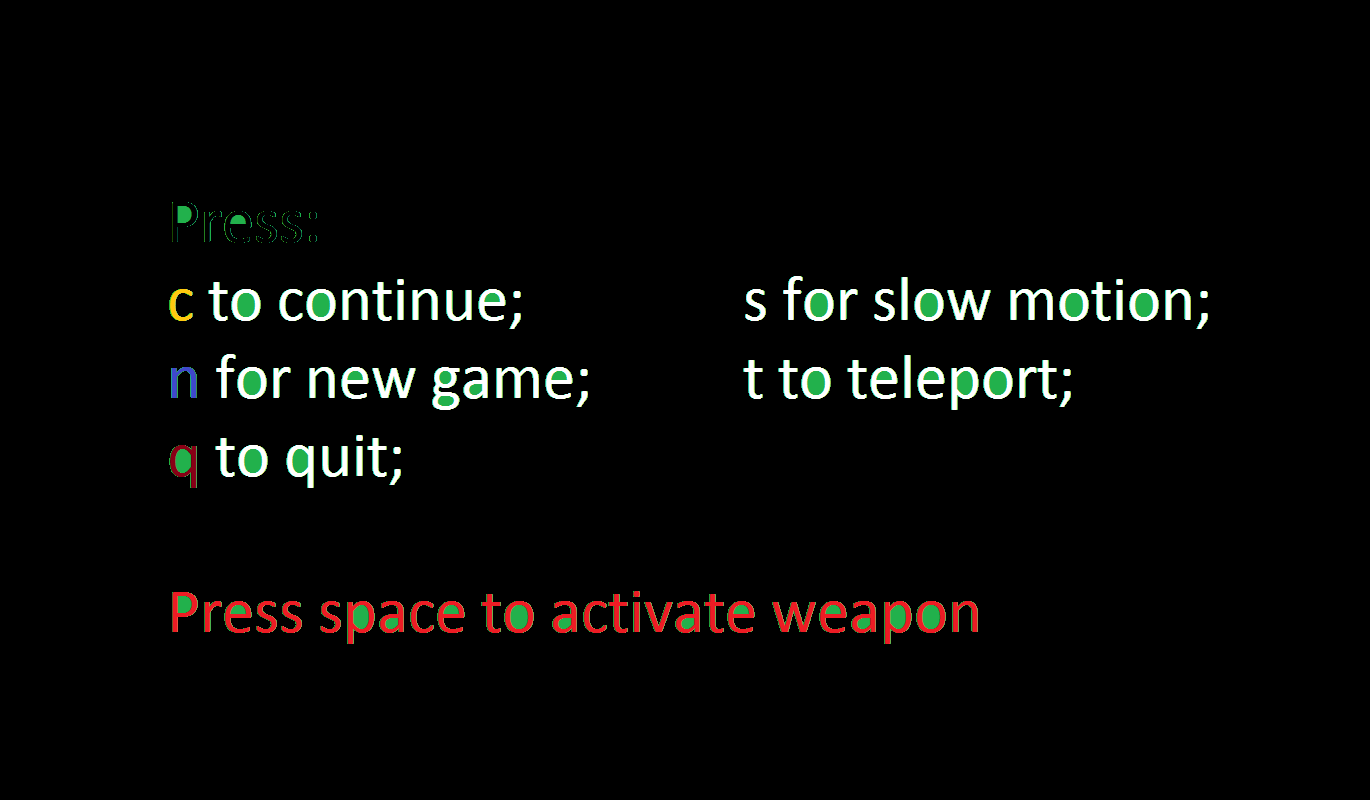 Press:
c to continue;
n for new game;
q to quit;
s for slow motion;
t to teleport;
Press space to activate weapon